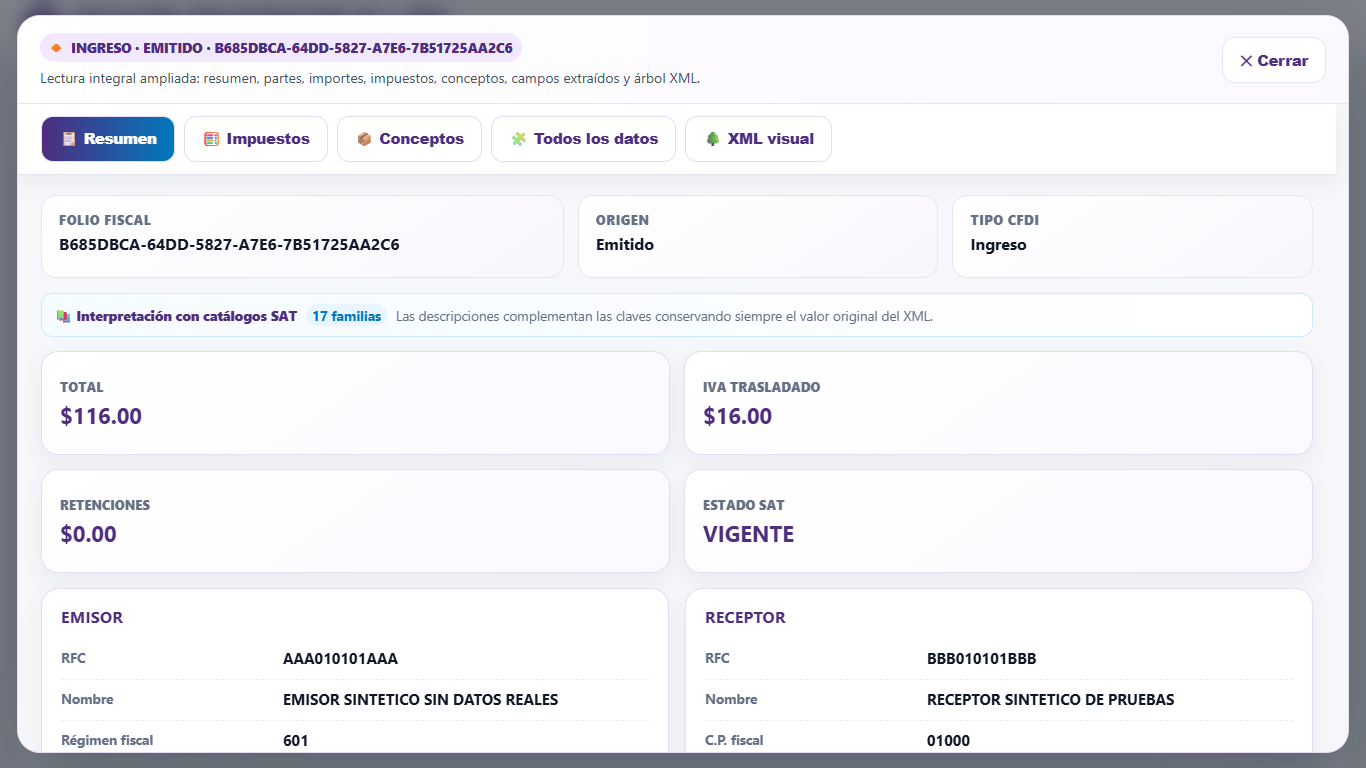 INGRESO · EMITIDO · B685DBCA-64DD-5827-A7E6-7B51725AA2C6
Lectura integral ampliada: resumen, partes, importes, impuestos, conceptos, campos extraídos y árbol XML.
× Cerrar
Resumen
Impuestos
Conceptos
Todos los datos
XML visual
FOLIO FISCAL
B685DBCA-64DD-5827-A7E6-7B51725AA2C6
ORIGEN
Emitido
TIPO CFDI
Ingreso
Interpretación con catálogos SAT 17 familias Las descripciones complementan las claves conservando siempre el valor original del XML.
TOTAL
$116.00
IVA TRASLADADO
$16.00
RETENCIONES
$0.00
ESTADO SAT
VIGENTE
EMISOR
RFC AAA010101AAA
Nombre EMISOR SINTETICO SIN DATOS REALES
Régimen fiscal 601
RECEPTOR
RFC BBB010101BBB
Nombre RECEPTOR SINTETICO DE PRUEBAS
C.P. fiscal 01000